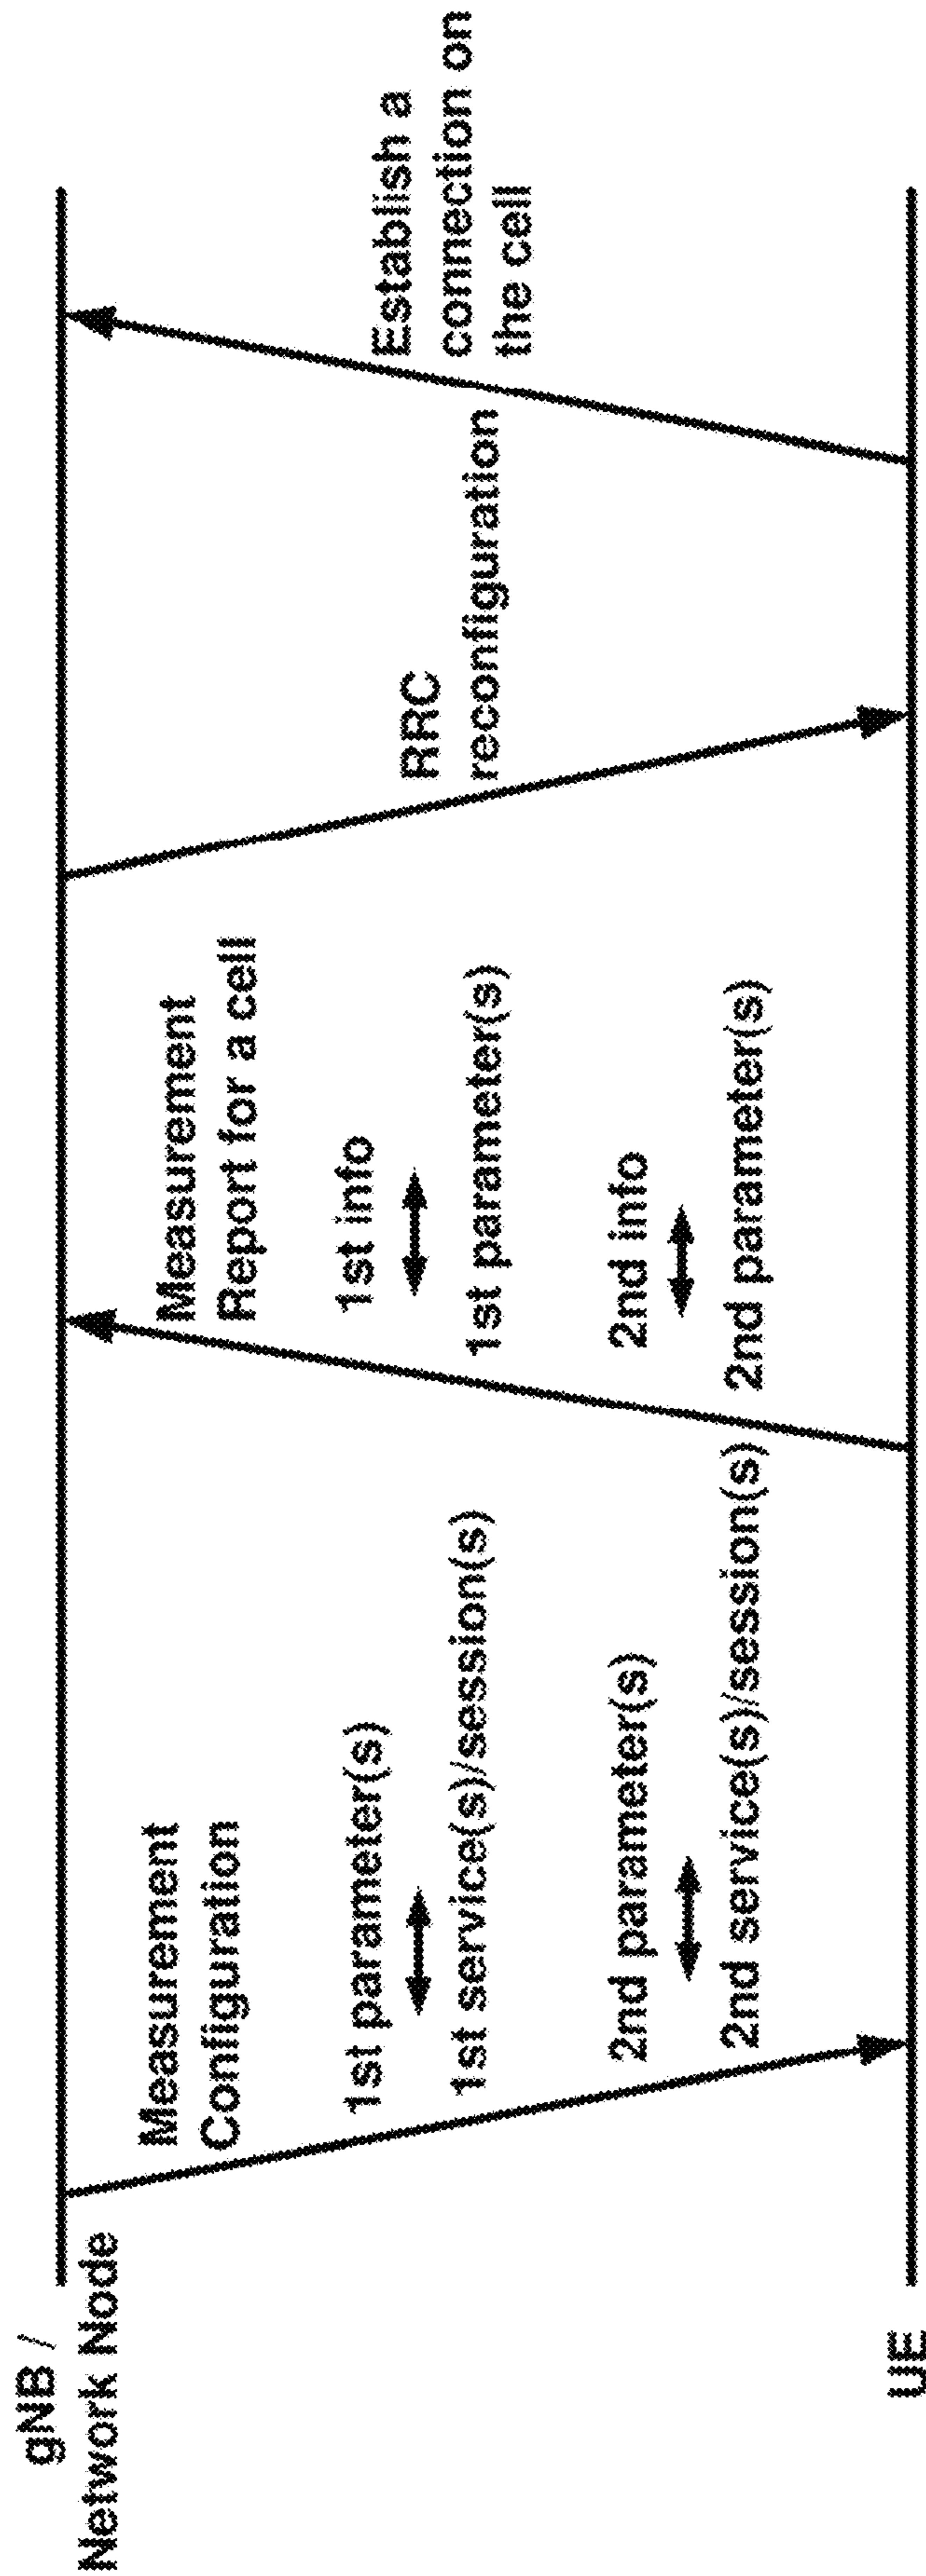 gNB /
Network Node
UE
Measurement
Configuration
1st parameter(s)
1st service(s)/session(s)
2nd parameter(s)
2nd service(s)/session(s)
Measurement
Report for a cell
1st info
1st parameter(s)
2nd info
2nd parameter(s)
RRC
reconfiguration
Establish a
connection on
the cell